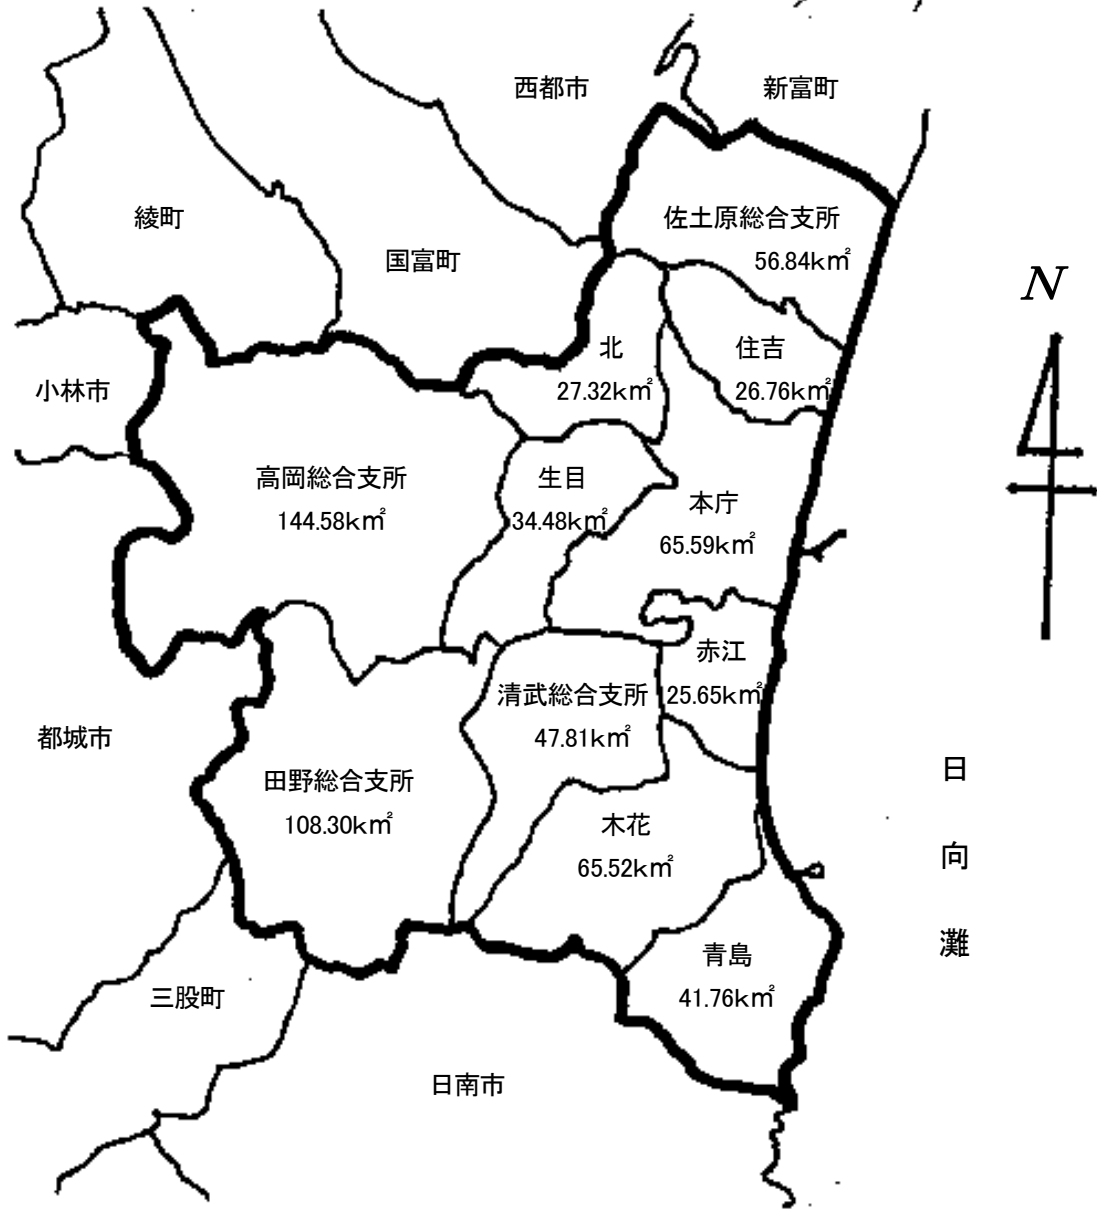 西都市
新富町
綾町
国富町
佐土原総合支所
56.84k㎡
N
小林市
北
27.32k㎡
住吉
26.76k㎡
高岡総合支所
144.58k㎡
生目
34.48k㎡
本庁
65.59k㎡
赤江
25.65k㎡
清武総合支所
47.81k㎡
都城市
田野総合支所
108.30k㎡
木花
65.52k㎡
日
向
灘
青島
41.76k㎡
三股町
日南市